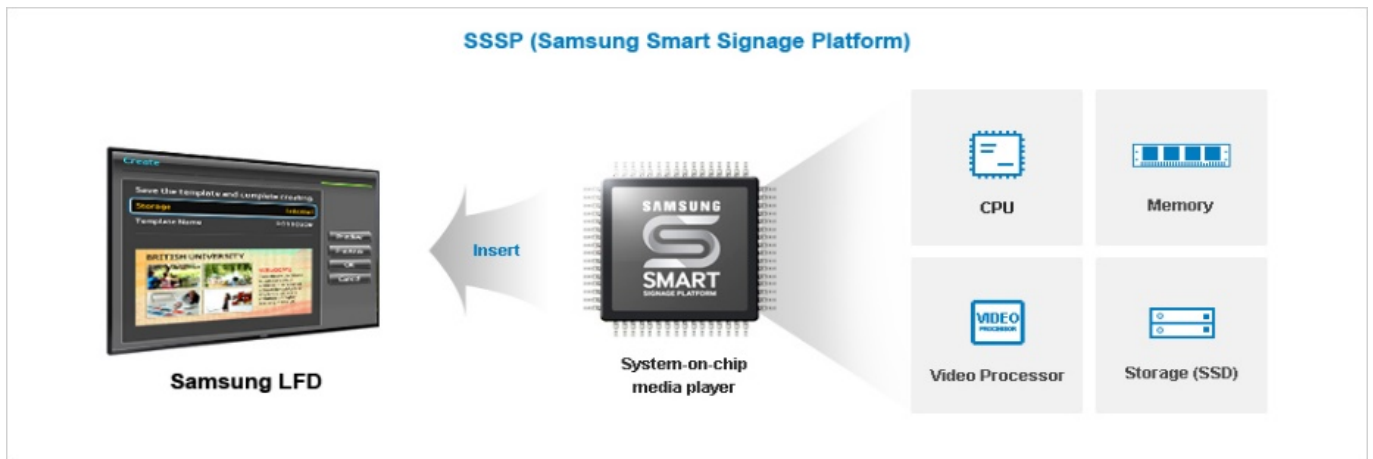 SSSP (Samsung Smart Signage Platform)
Create
Save the template and complete creating
Storage
Internal
Template Name
BRITISH UNIVERSITY
Samsung LFD
Insert
SAMSUNG
SMART
SIGNAGE PLATFORM
System-on-chip
media player
CPU
Memory
VIDEO
PROCESSOR
Video Processor
Storage (SSD)